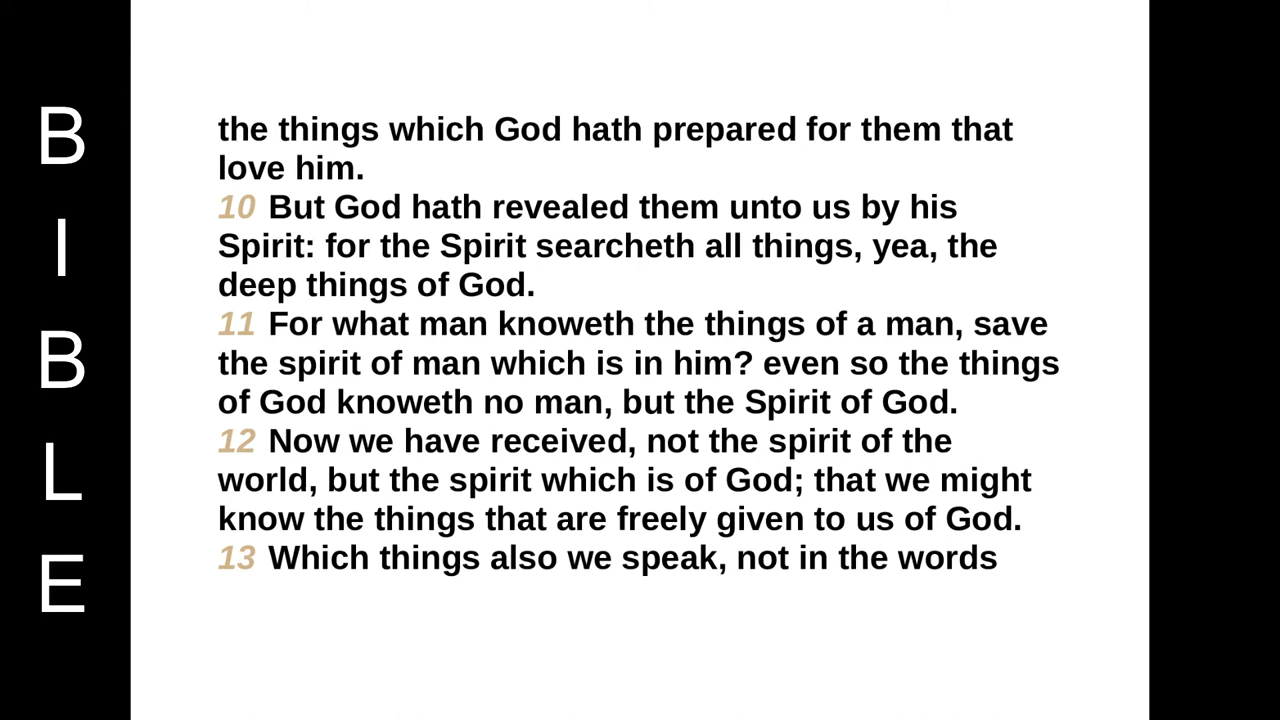 BIBLE
the things which God hath prepared for them that
love him.
10 But God hath revealed them unto us by his
Spirit: for the Spirit searcheth all things, yea, the
deep things of God.
11 For what man knoweth the things of a man, save
the spirit of man which is in him? even so the things
of God knoweth no man, but the Spirit of God.
12 Now we have received, not the spirit of the
world, but the spirit which is of God; that we might
know the things that are freely given to us of God.
13 Which things also we speak, not in the words